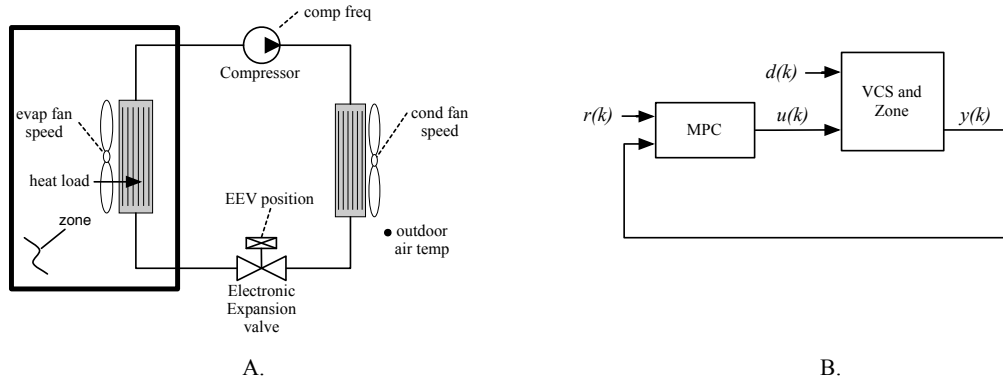 comp freq
Compressor
evap fan
speed
cond fan
speed
heat load
EEV position
zone
outdoor
air temp
Electronic
Expansion
valve
A.
d(k)
VCS and
Zone
r(k)
MPC
u(k)
y(k)
B.